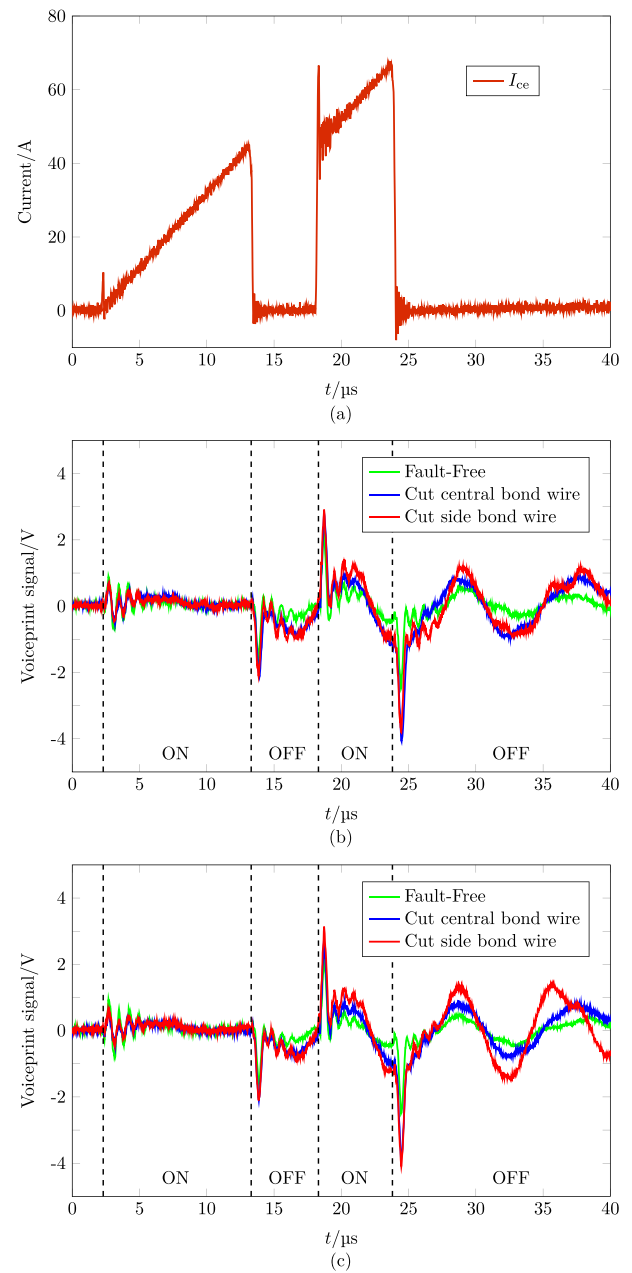 80
60
40
20
0
Current/A
I_ce
0 5 10 15 20 25 30 35 40
t/µs
(a)
4
2
0
-2
-4
Voiceprint signal/V
Fault-Free
Cut central bond wire
Cut side bond wire
ON OFF ON OFF
0 5 10 15 20 25 30 35 40
t/µs
(b)
4
2
0
-2
-4
Voiceprint signal/V
Fault-Free
Cut central bond wire
Cut side bond wire
ON OFF ON OFF
0 5 10 15 20 25 30 35 40
t/µs
(c)